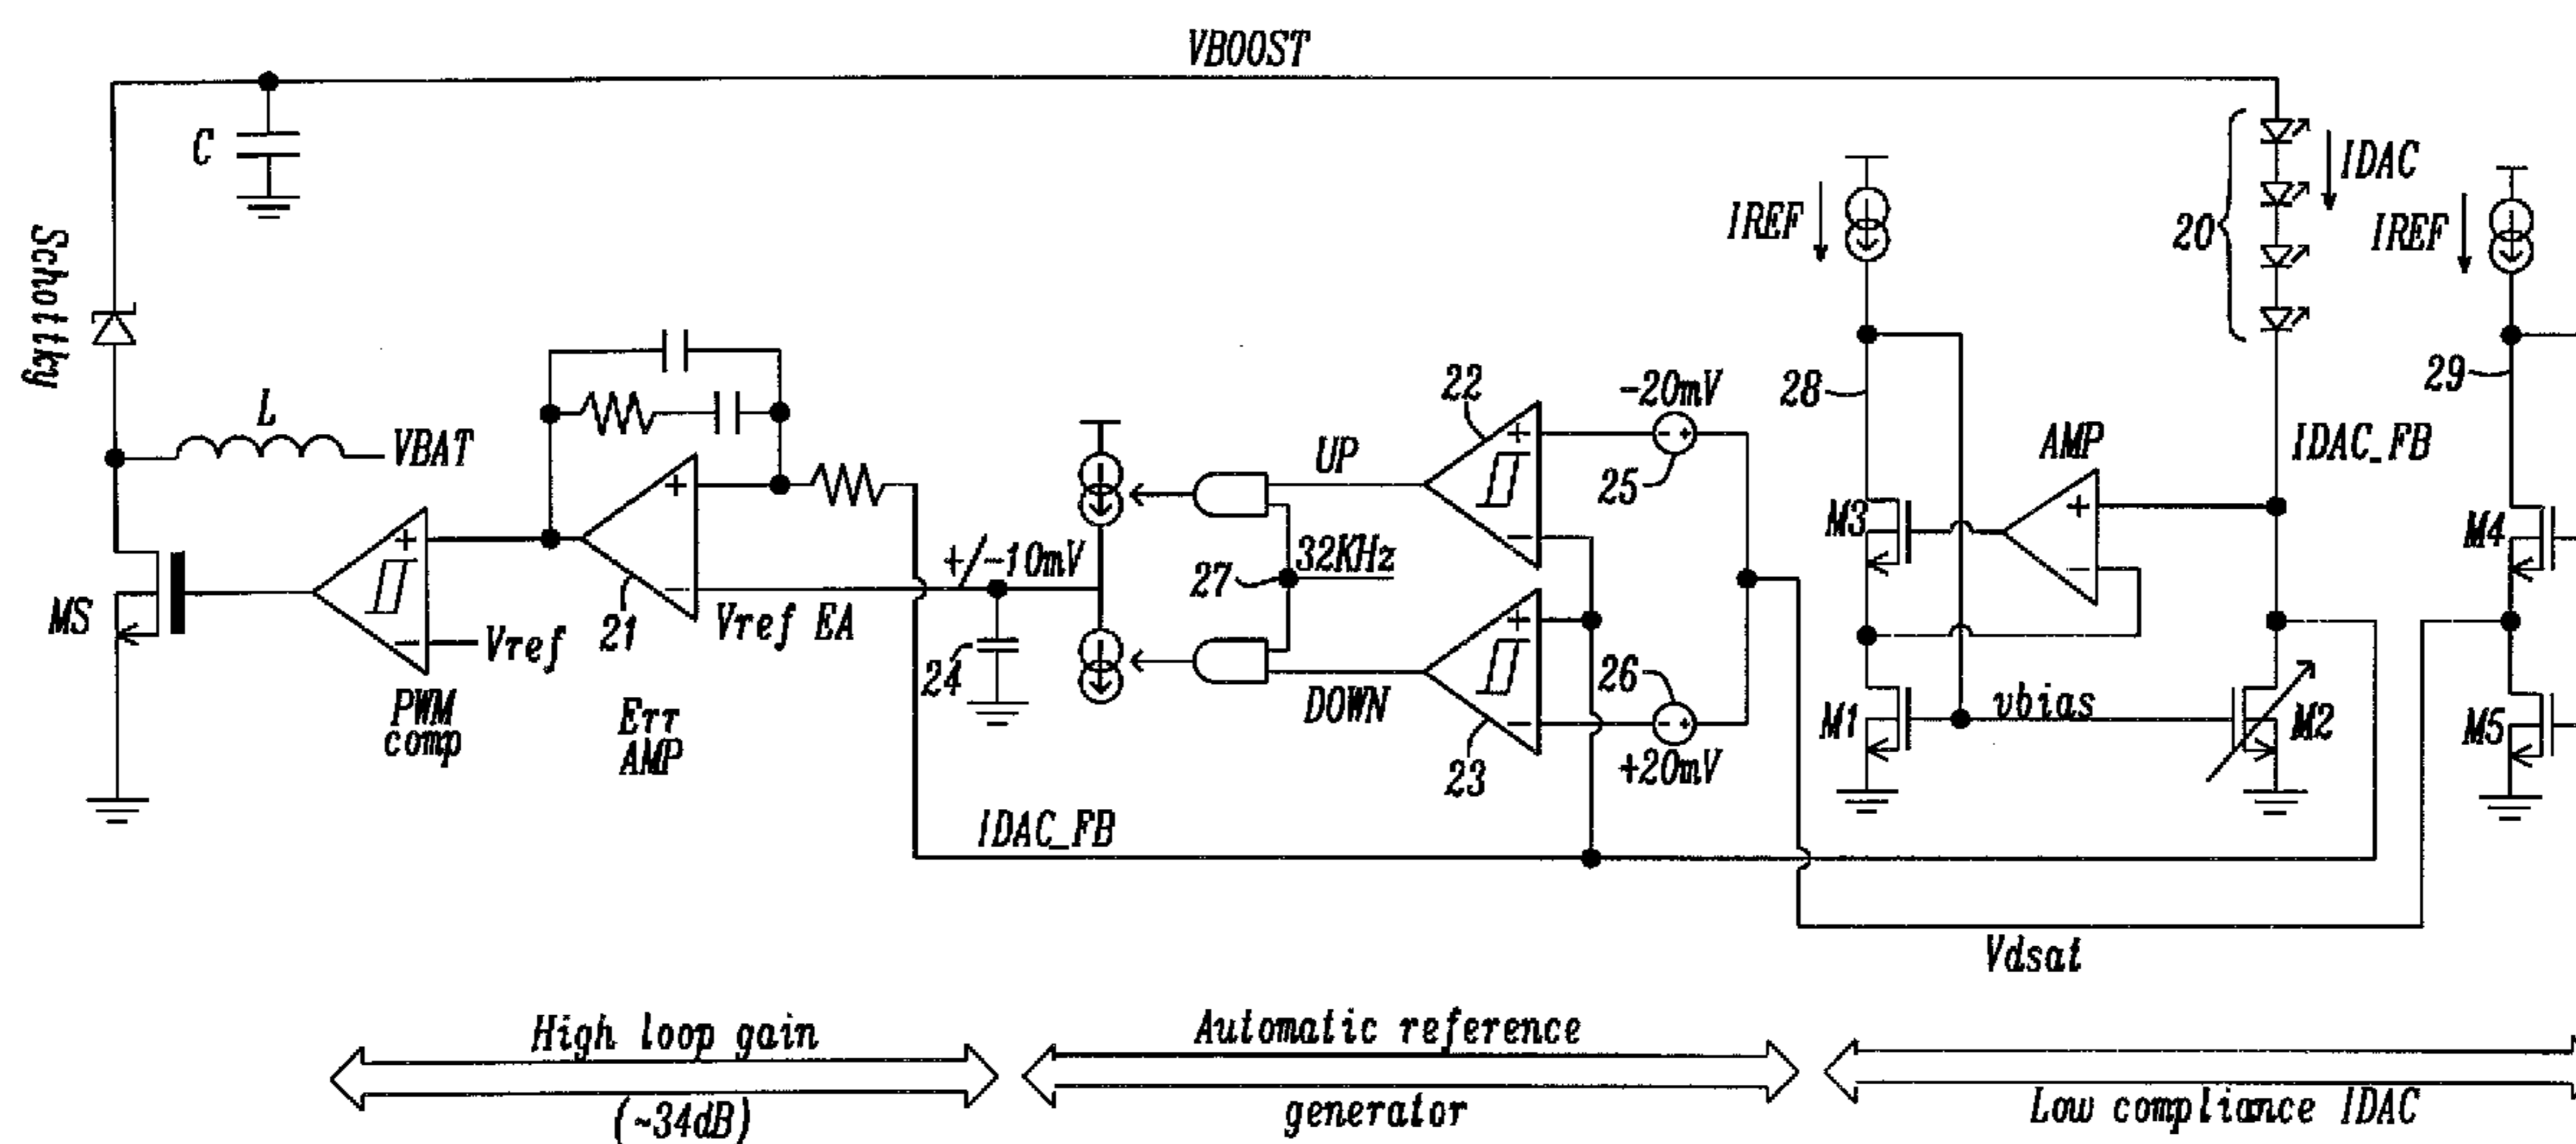 VBOOST
C
IDAC
20
IREF
IREF
Schottky
22
-20mV
28
29
L
VBAT
UP
25
AMP
IDAC_FB
M3
M4
+/-10mV
27
32KHz
MS
Vref
21
Vref EA
24
26
PWM
comp
Err
AMP
DOWN
23
+20mV
M1
vbias
M2
M5
IDAC_FB
Vdsat
High loop gain
(~34dB)
Automatic reference
generator
Low compliance IDAC